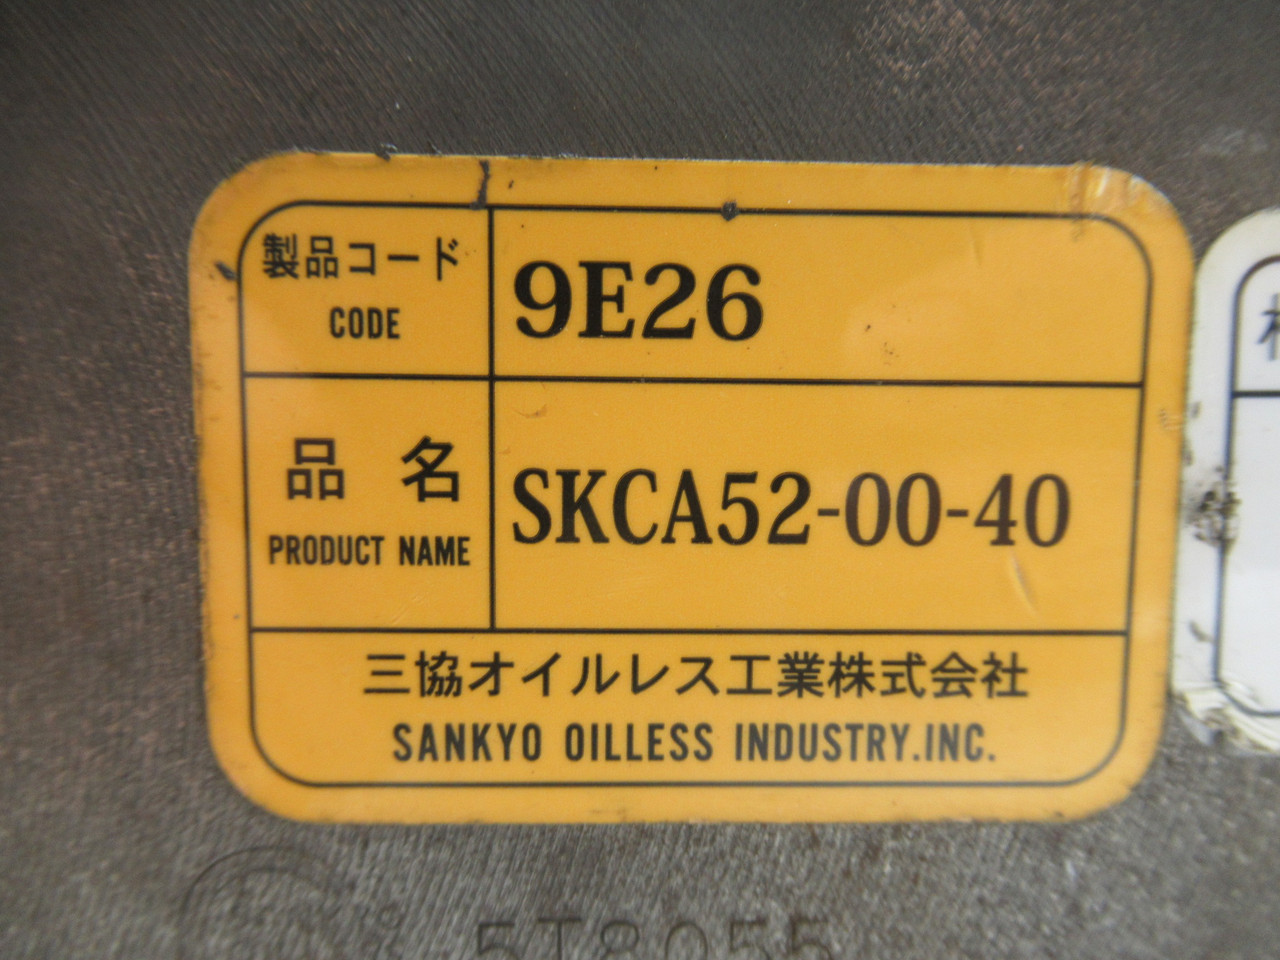 製品コード
CODE
9E26
品 名
PRODUCT NAME
SKCA52-00-40
三協オイルレス工業株式会社
SANKYO OILLESS INDUSTRY.INC.
5T8055